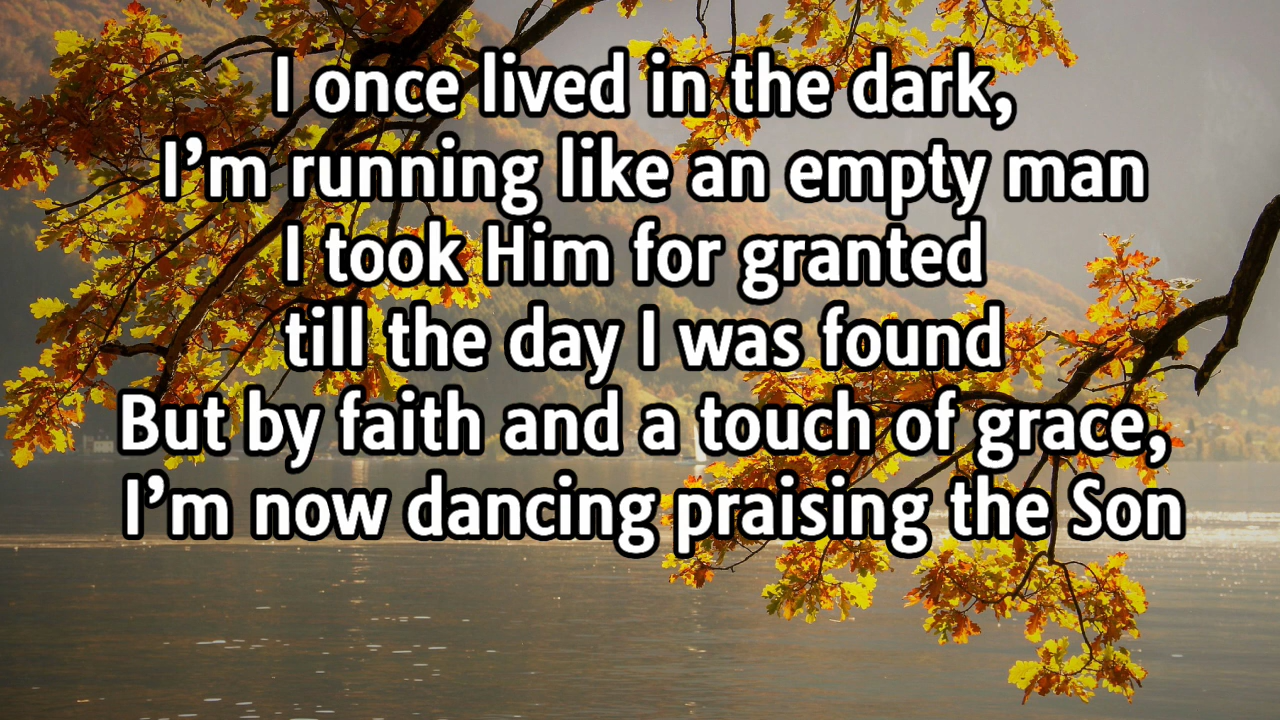 I once lived in the dark,
I’m running like an empty man
I took Him for granted
till the day I was found
But by faith and a touch of grace,
I’m now dancing praising the Son